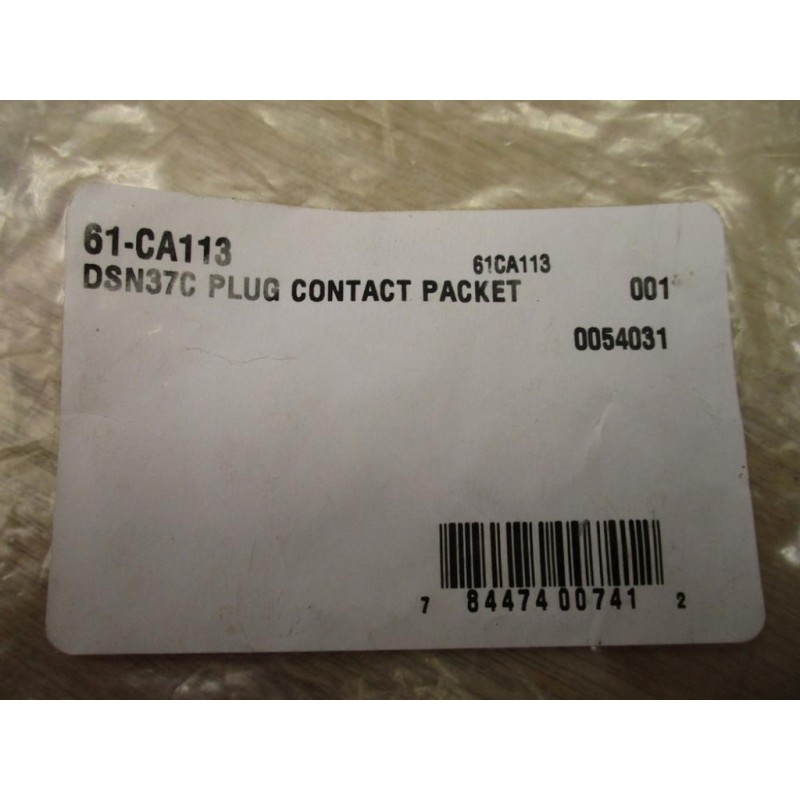 61-CA113
61CA113
DSN37C PLUG CONTACT PACKET 001
0054031
7 84474 00741 2